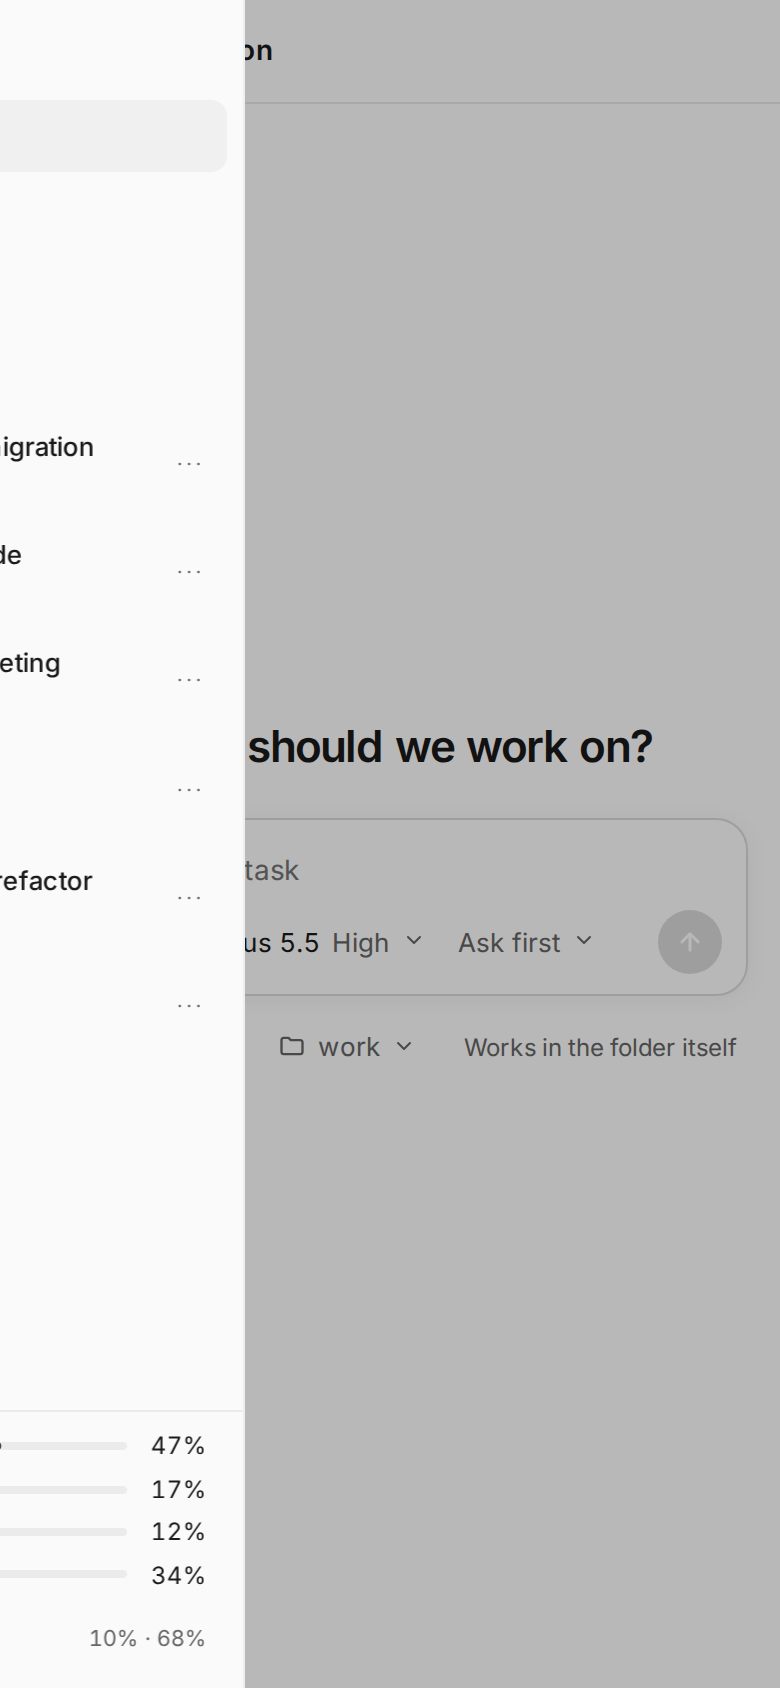 on
igration
...
de
...
eting
...
...
refactor
...
...
should we work on?
task
us 5.5 High Ask first
work Works in the folder itself
47%
17%
12%
34%
10% · 68%